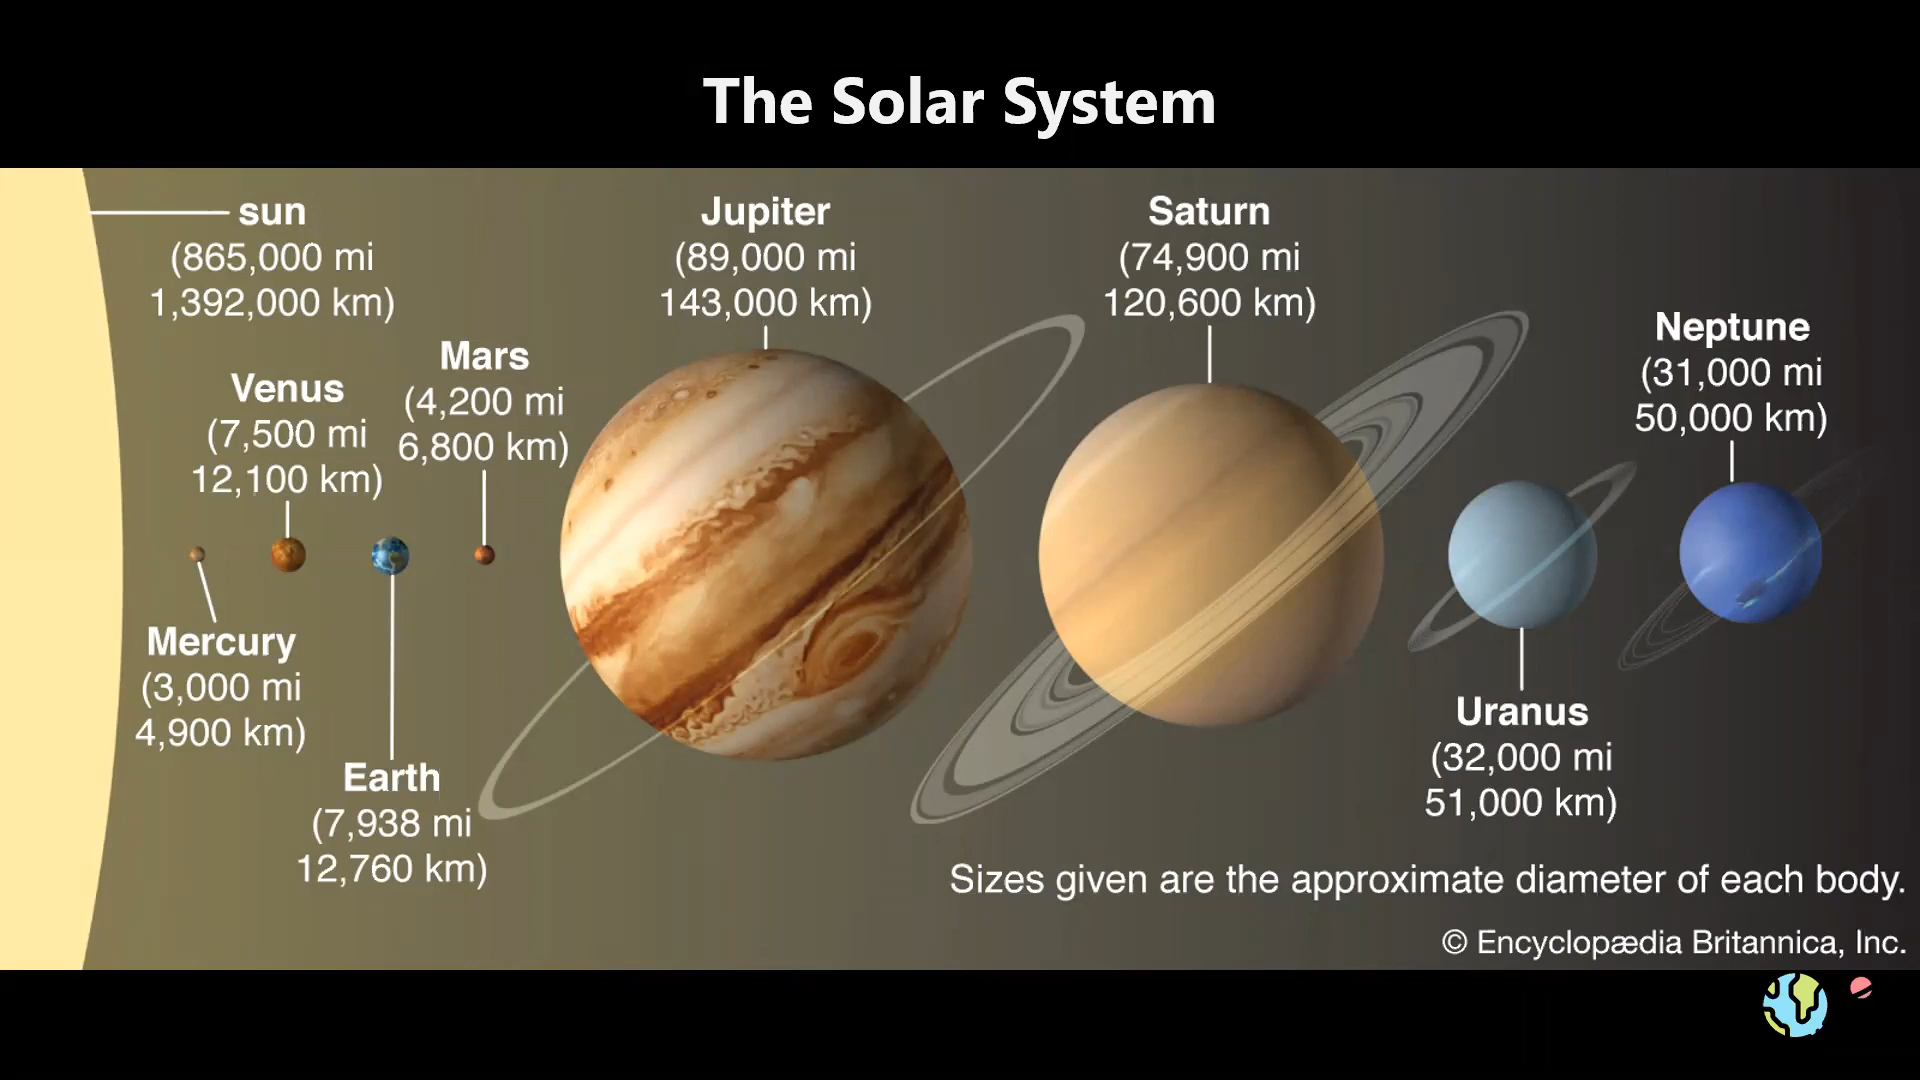 The Solar System
sun
(865,000 mi
1,392,000 km)
Jupiter
(89,000 mi
143,000 km)
Saturn
(74,900 mi
120,600 km)
Neptune
(31,000 mi
50,000 km)
Mars
(4,200 mi
6,800 km)
Venus
(7,500 mi
12,100 km)
Mercury
(3,000 mi
4,900 km)
Earth
(7,938 mi
12,760 km)
Uranus
(32,000 mi
51,000 km)
Sizes given are the approximate diameter of each body.
© Encyclopædia Britannica, Inc.